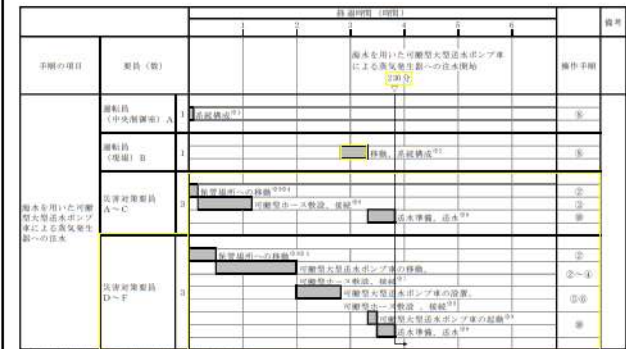 経過時間(時間)
備考
1 2 3 4 5 6
手順の項目
要員(数)
海水を用いた可搬型大型送水ポンプ車
による蒸気発生器への注水開始
230分
操作手順
海水を用いた可搬
型大型送水ポンプ
車による蒸気発生
器への注水
運転員
(中央制御室)A
1
系統構成
⑧
運転員
(現場)B
1
移動、系統構成
⑧
災害対策要員
A～C
3
保管場所への移動
②
可搬型ホース敷設、接続
③
送水準備、送水
⑩
災害対策要員
D～F
3
保管場所への移動
②
可搬型大型送水ポンプ車の移動、
可搬型ホース敷設、接続
②～④
可搬型大型送水ポンプ車の設置、
可搬型ホース敷設、接続
⑤⑥
可搬型大型送水ポンプ車の起動
送水準備、送水
⑩